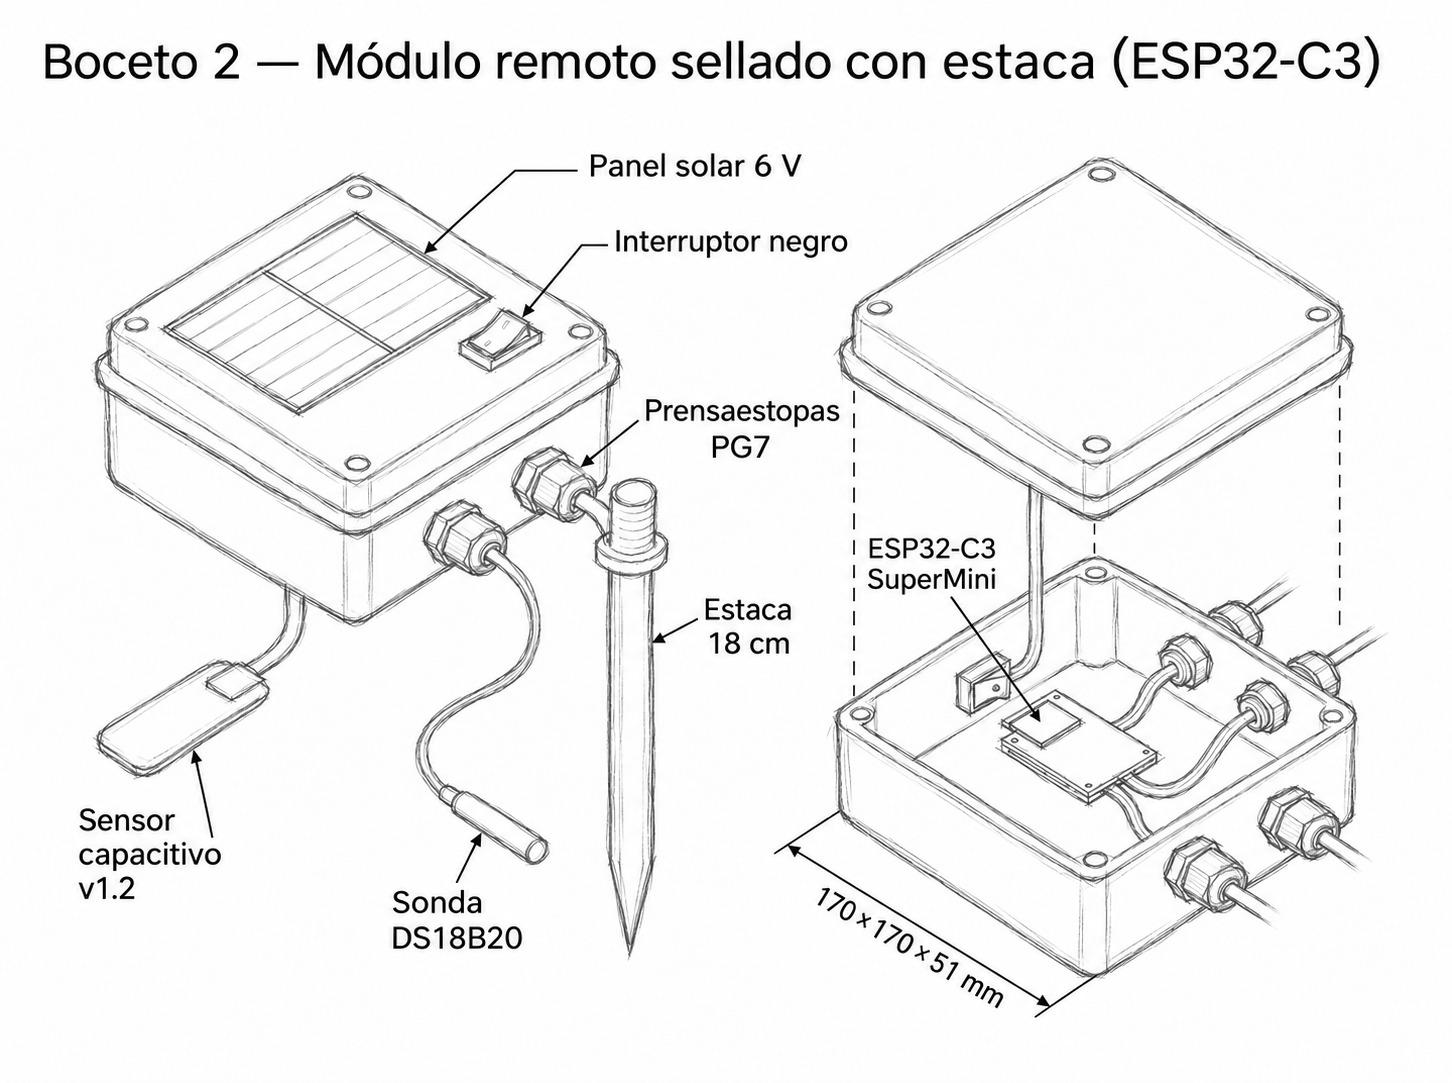 Boceto 2 — Módulo remoto sellado con estaca (ESP32-C3)
Panel solar 6 V
Interruptor negro
Prensaestopas
PG7
ESP32-C3
SuperMini
Estaca
18 cm
Sensor
capacitivo
v1.2
Sonda
DS18B20
170 × 170 × 51 mm